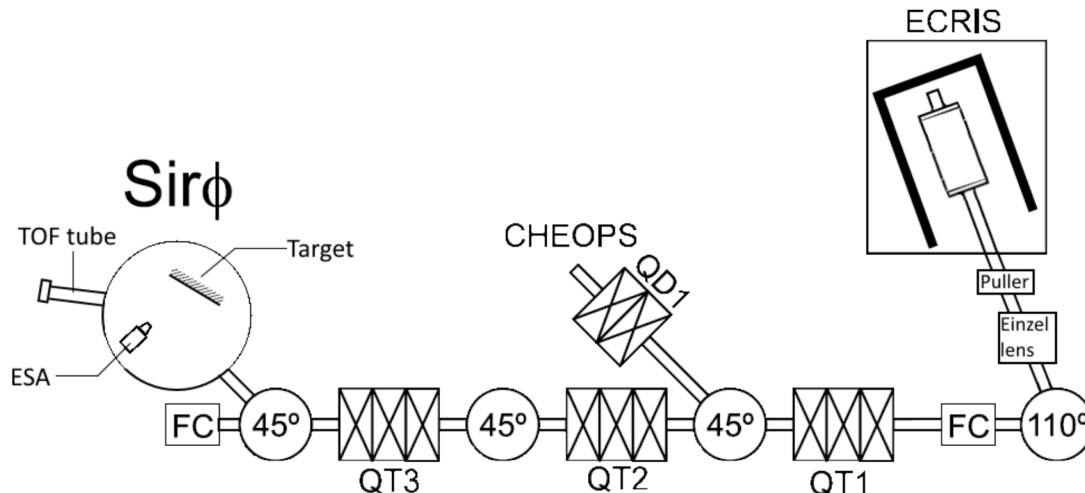 ECRIS
Sirϕ
TOF tube
Target
CHEOPS
QD1
Puller
Einzel
lens
ESA
FC
45º
45º
45º
FC
110º
QT3
QT2
QT1